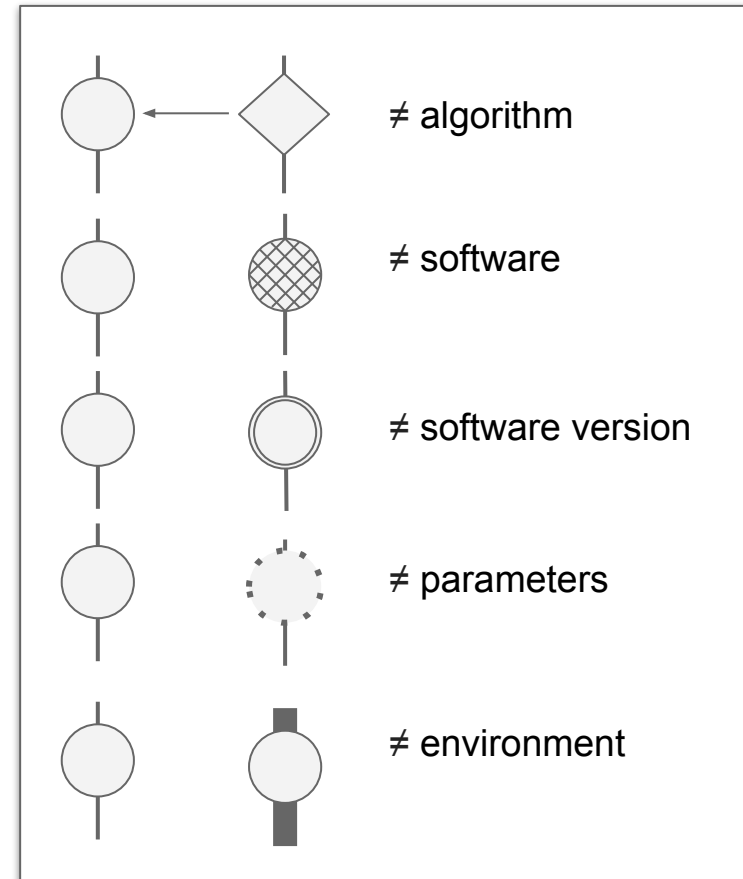 ≠ algorithm
≠ software
≠ software version
≠ parameters
≠ environment